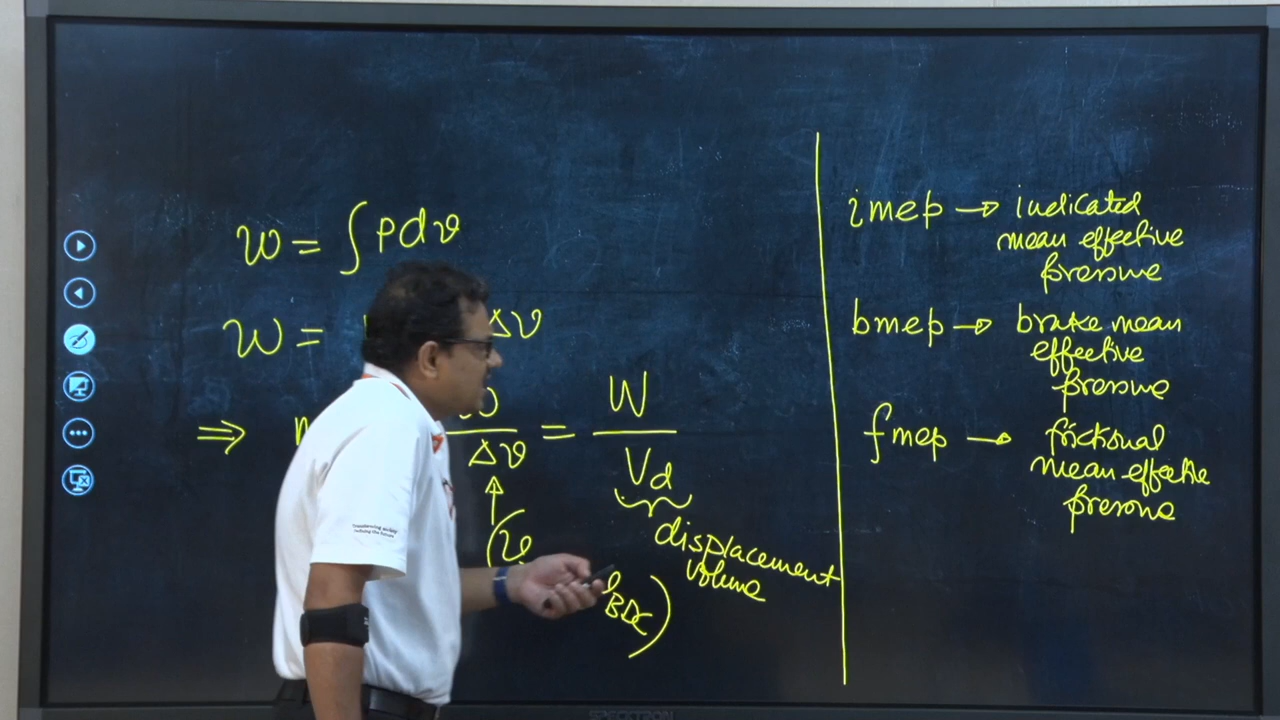 w = ∫ P d v
w = Δv
⇒ m
Δv = W / Vd
displacement
volume
BDC )
imep → indicated
mean effective
pressure
bmep → brake mean
effective
pressure
fmep → frictional
mean effective
pressure